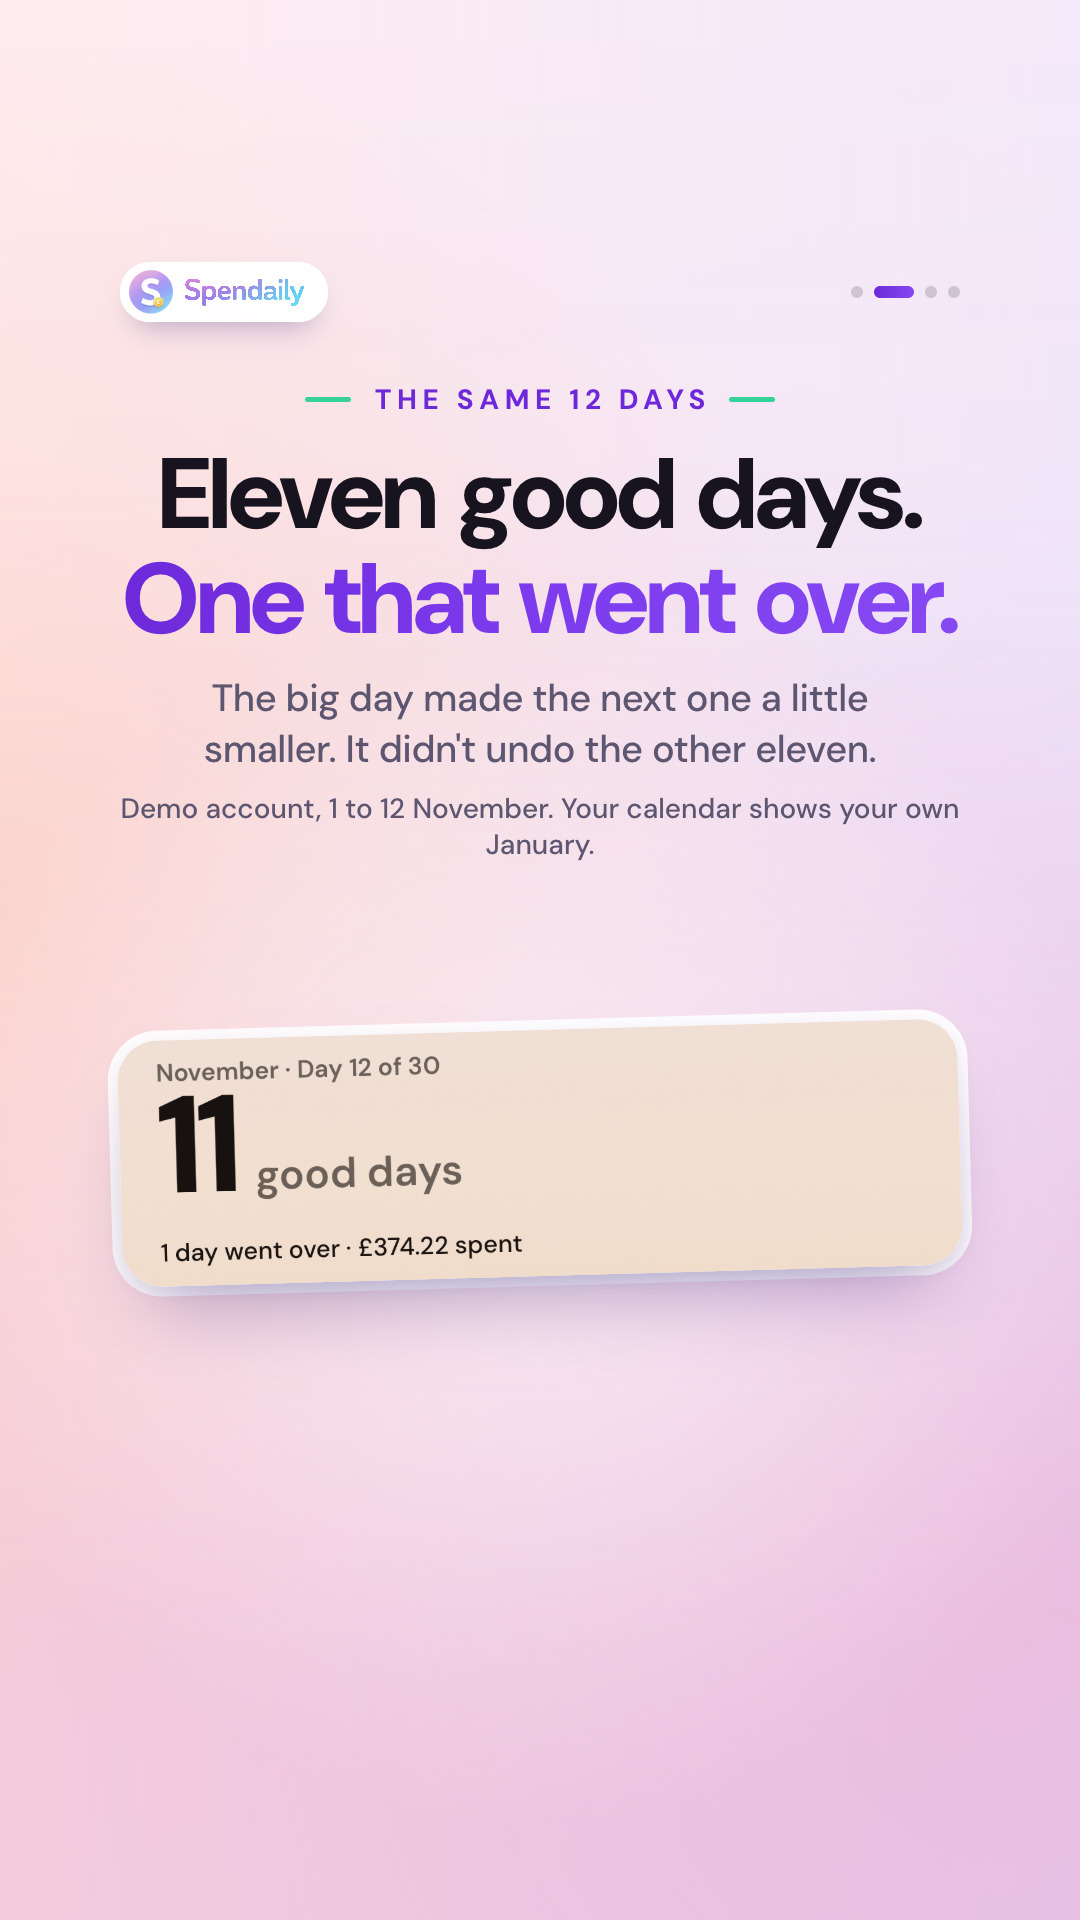 Spendaily
THE SAME 12 DAYS
Eleven good days.
One that went over.
The big day made the next one a little
smaller. It didn't undo the other eleven.
Demo account, 1 to 12 November. Your calendar shows your own
January.
November · Day 12 of 30
11 good days
1 day went over · £374.22 spent